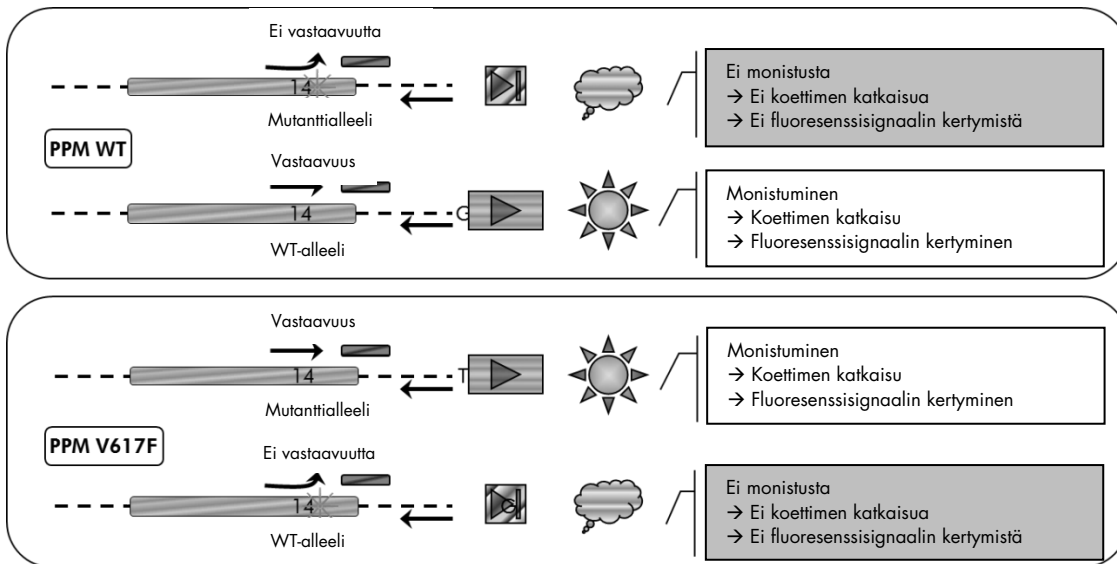 Ei vastaavuutta
14
Mutanttialleeli
Ei monistusta
→ Ei koettimen katkaisua
→ Ei fluoresenssisignaalin kertymistä
PPM WT
Vastaavuus
14
G
WT-alleeli
Monistuminen
→ Koettimen katkaisu
→ Fluoresenssisignaalin kertyminen
Vastaavuus
14
T
Mutanttialleeli
Monistuminen
→ Koettimen katkaisu
→ Fluoresenssisignaalin kertyminen
PPM V617F
Ei vastaavuutta
14
G
WT-alleeli
Ei monistusta
→ Ei koettimen katkaisua
→ Ei fluoresenssisignaalin kertymistä